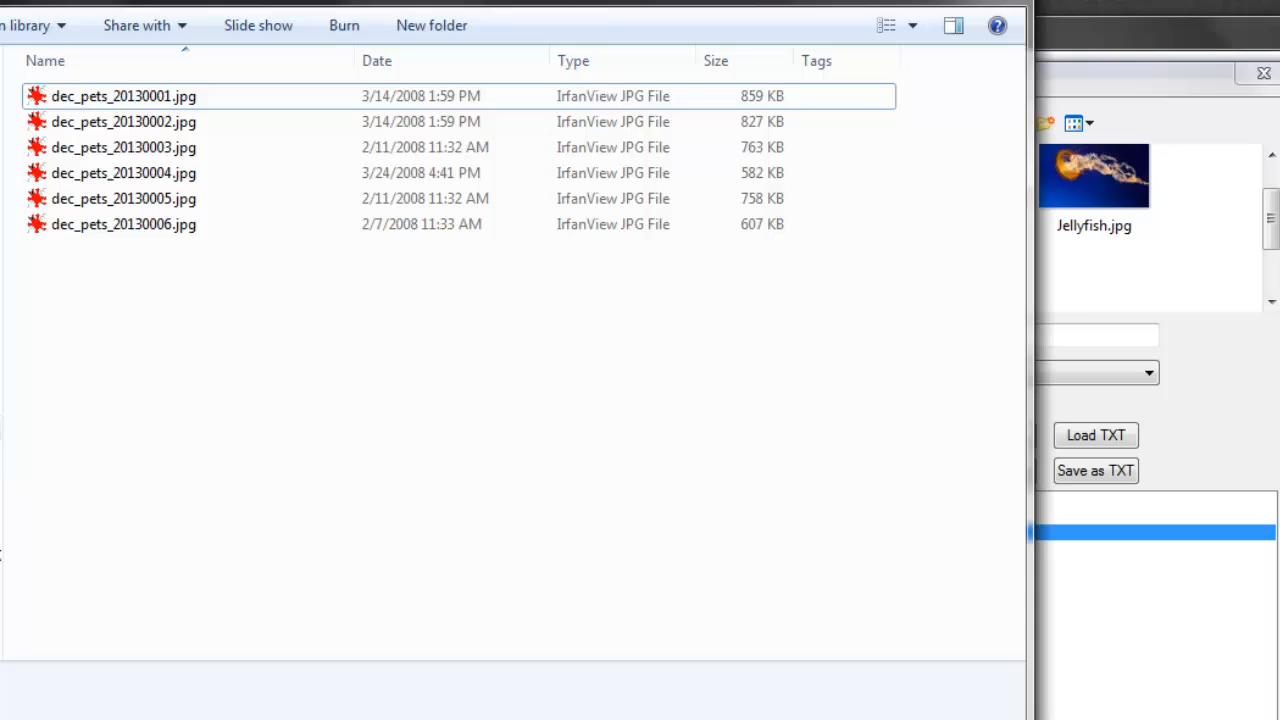 n library Share with Slide show Burn New folder
Name Date Type Size Tags
dec_pets_20130001.jpg 3/14/2008 1:59 PM IrfanView JPG File 859 KB
dec_pets_20130002.jpg 3/14/2008 1:59 PM IrfanView JPG File 827 KB
dec_pets_20130003.jpg 2/11/2008 11:32 AM IrfanView JPG File 763 KB
dec_pets_20130004.jpg 3/24/2008 4:41 PM IrfanView JPG File 582 KB
dec_pets_20130005.jpg 2/11/2008 11:32 AM IrfanView JPG File 758 KB
dec_pets_20130006.jpg 2/7/2008 11:33 AM IrfanView JPG File 607 KB
Jellyfish.jpg
Load TXT
Save as TXT